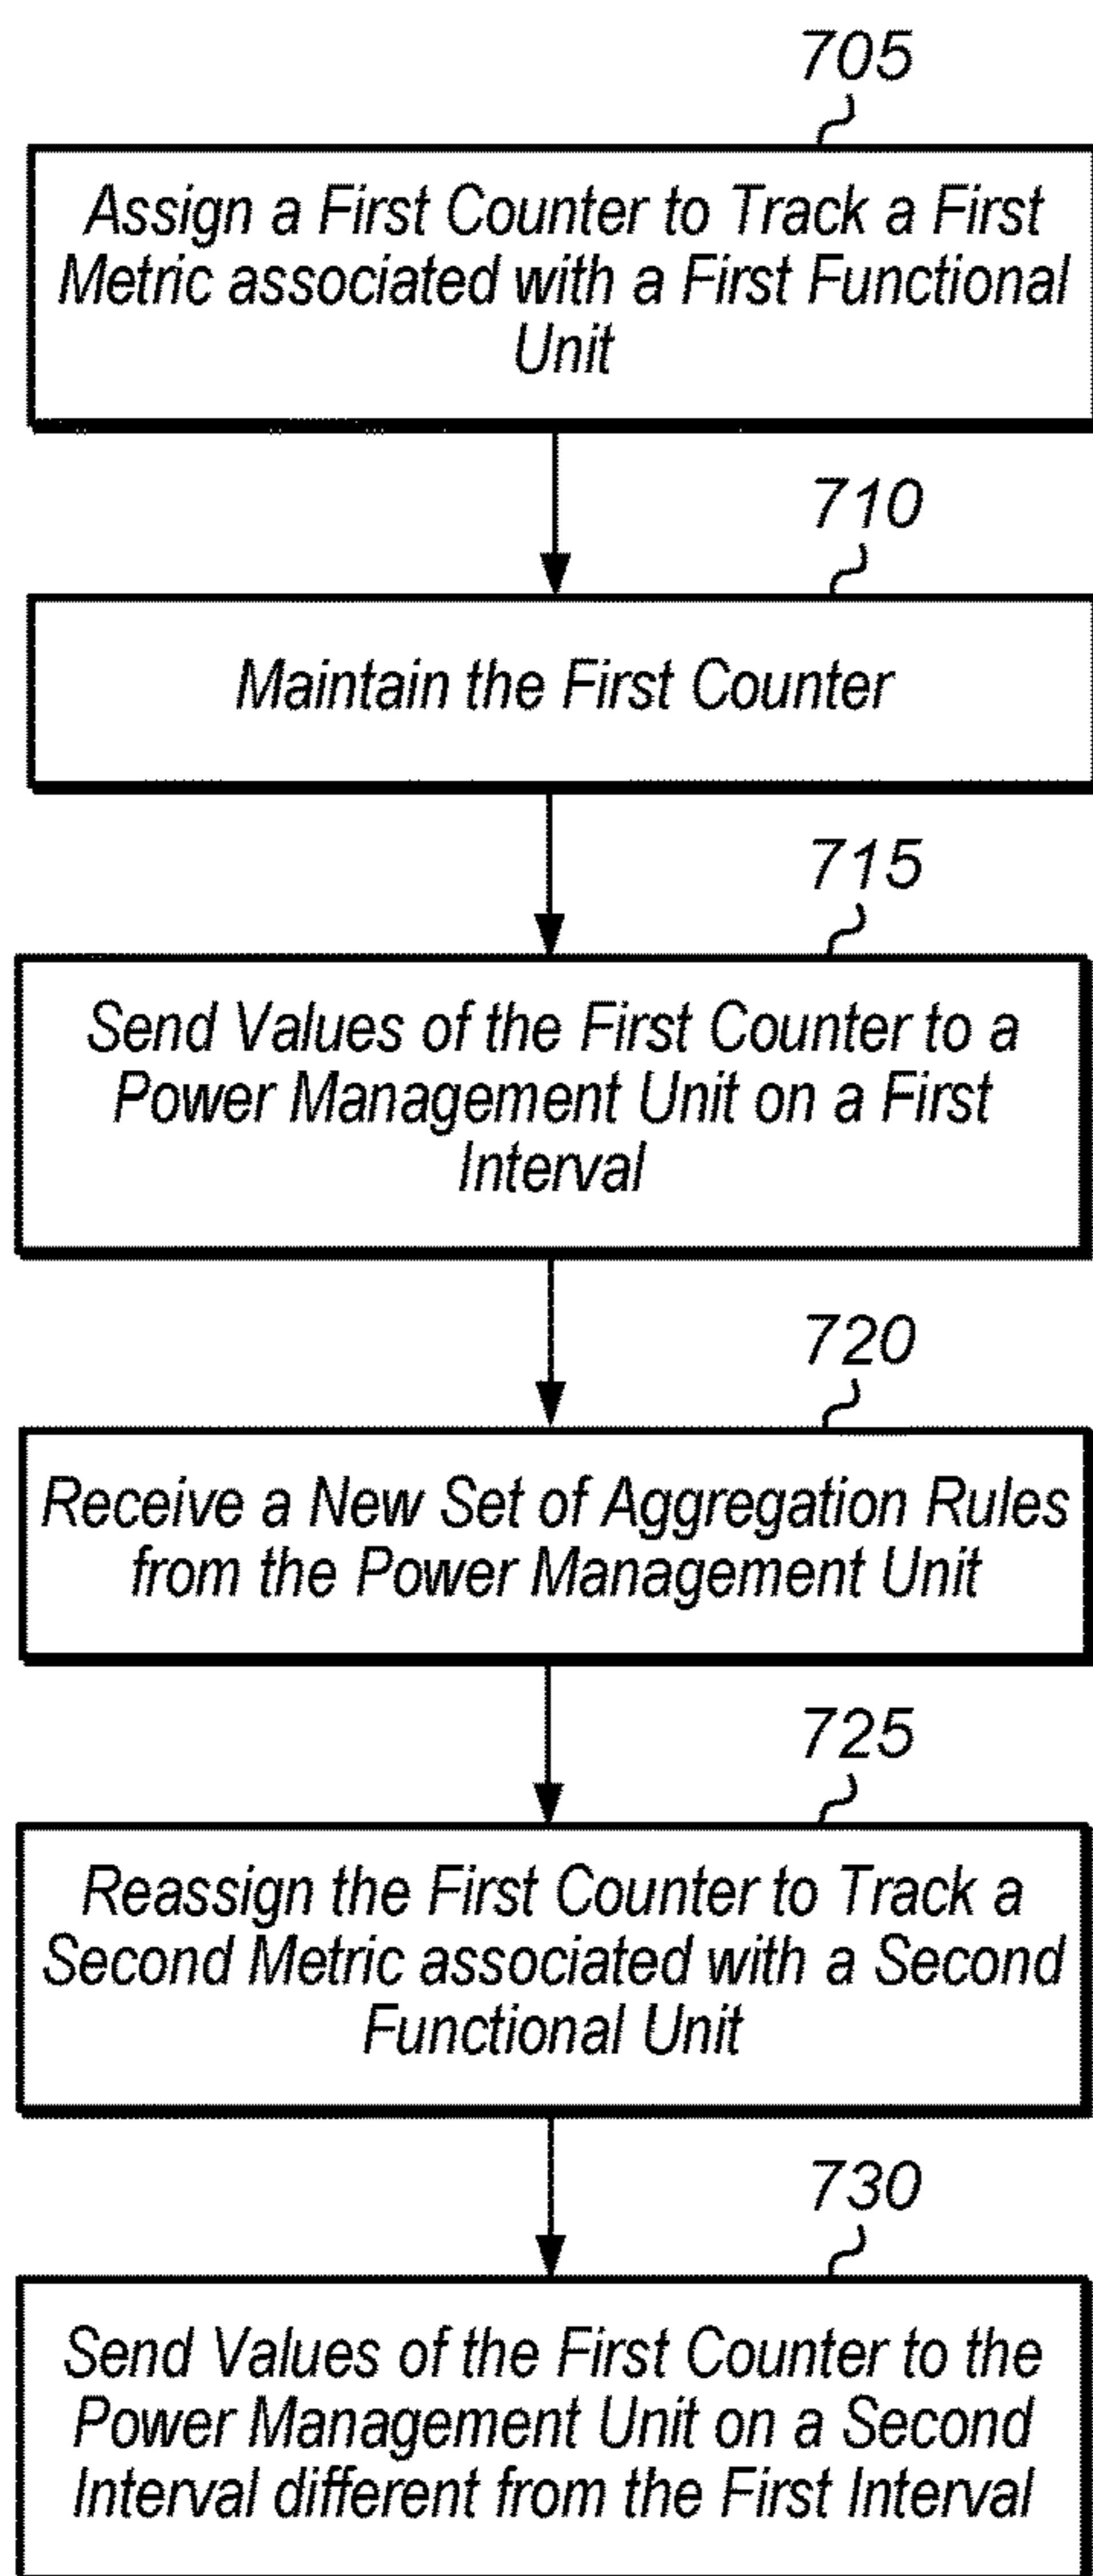 705
Assign a First Counter to Track a First
Metric associated with a First Functional
Unit
710
Maintain the First Counter
715
Send Values of the First Counter to a
Power Management Unit on a First
Interval
720
Receive a New Set of Aggregation Rules
from the Power Management Unit
725
Reassign the First Counter to Track a
Second Metric associated with a Second
Functional Unit
730
Send Values of the First Counter to the
Power Management Unit on a Second
Interval different from the First Interval